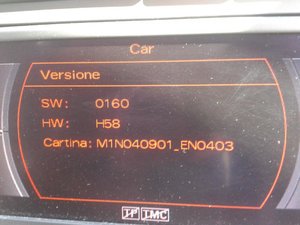 Car
Versione
SW: 0160
HW: H58
Cartina: M1N040901_EN0403
TP TMC